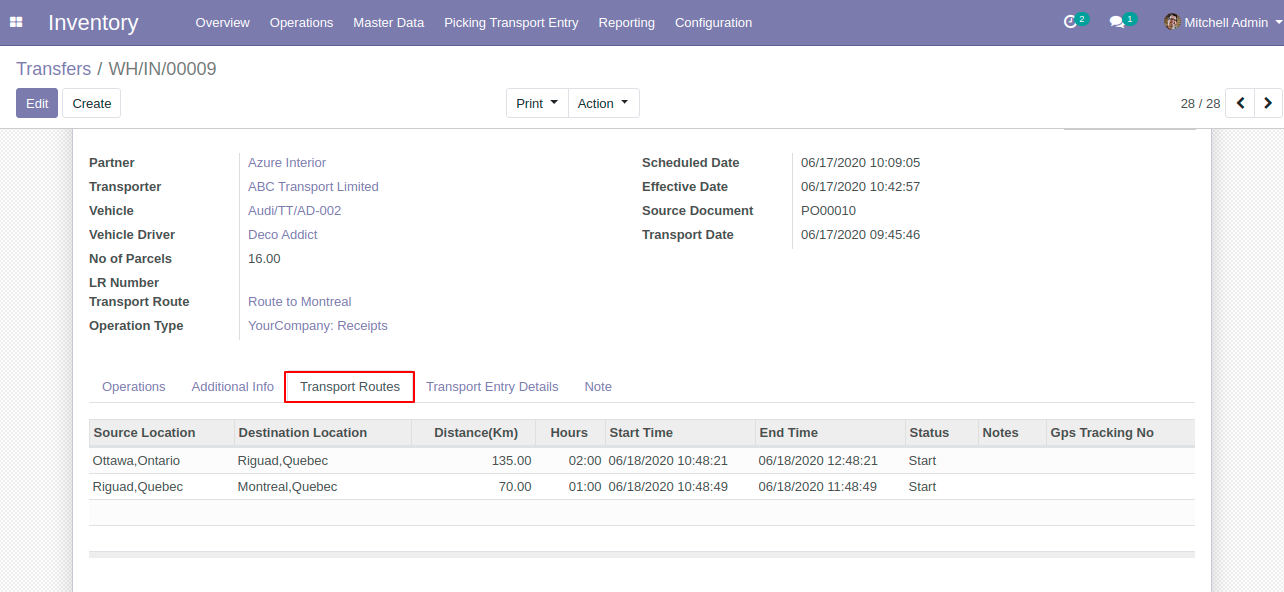 Inventory Overview Operations Master Data Picking Transport Entry Reporting Configuration 2 1 Mitchell Admin
Transfers / WH/IN/00009
Edit Create Print Action 28 / 28
Partner Azure Interior Scheduled Date 06/17/2020 10:09:05
Transporter ABC Transport Limited Effective Date 06/17/2020 10:42:57
Vehicle Audi/TT/AD-002 Source Document PO00010
Vehicle Driver Deco Addict Transport Date 06/17/2020 09:45:46
No of Parcels 16.00
LR Number
Transport Route Route to Montreal
Operation Type YourCompany: Receipts
Operations Additional Info Transport Routes Transport Entry Details Note
Source Location Destination Location Distance(Km) Hours Start Time End Time Status Notes Gps Tracking No
Ottawa,Ontario Riguad,Quebec 135.00 02:00 06/18/2020 10:48:21 06/18/2020 12:48:21 Start
Riguad,Quebec Montreal,Quebec 70.00 01:00 06/18/2020 10:48:49 06/18/2020 11:48:49 Start